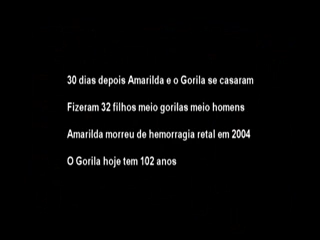 30 dias depois Amarilda e o Gorila se casaram
Fizeram 32 filhos meio gorilas meio homens
Amarilda morreu de hemorragia retal em 2004
O Gorila hoje tem 102 anos